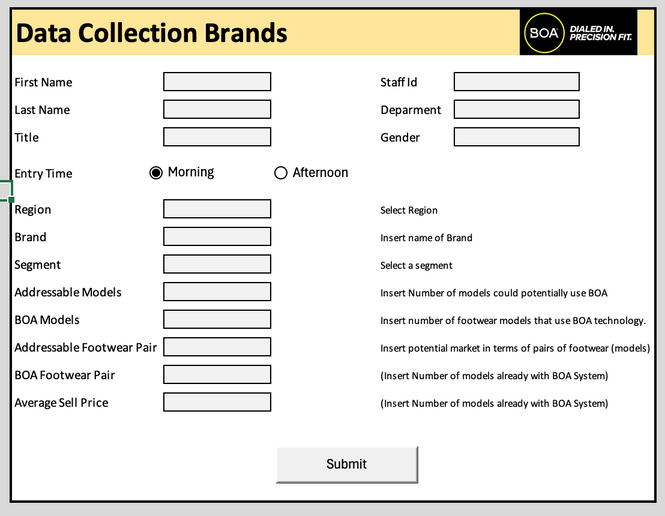 Data Collection Brands
BOA DIALED IN.
PRECISION FIT.
First Name Staff Id
Last Name Deparment
Title Gender
Entry Time Morning Afternoon
Region Select Region
Brand Insert name of Brand
Segment Select a segment
Addressable Models Insert Number of models could potentially use BOA
BOA Models Insert number of footwear models that use BOA technology.
Addressable Footwear Pair Insert potential market in terms of pairs of footwear (models)
BOA Footwear Pair (Insert Number of models already with BOA System)
Average Sell Price (Insert Number of models already with BOA System)
Submit